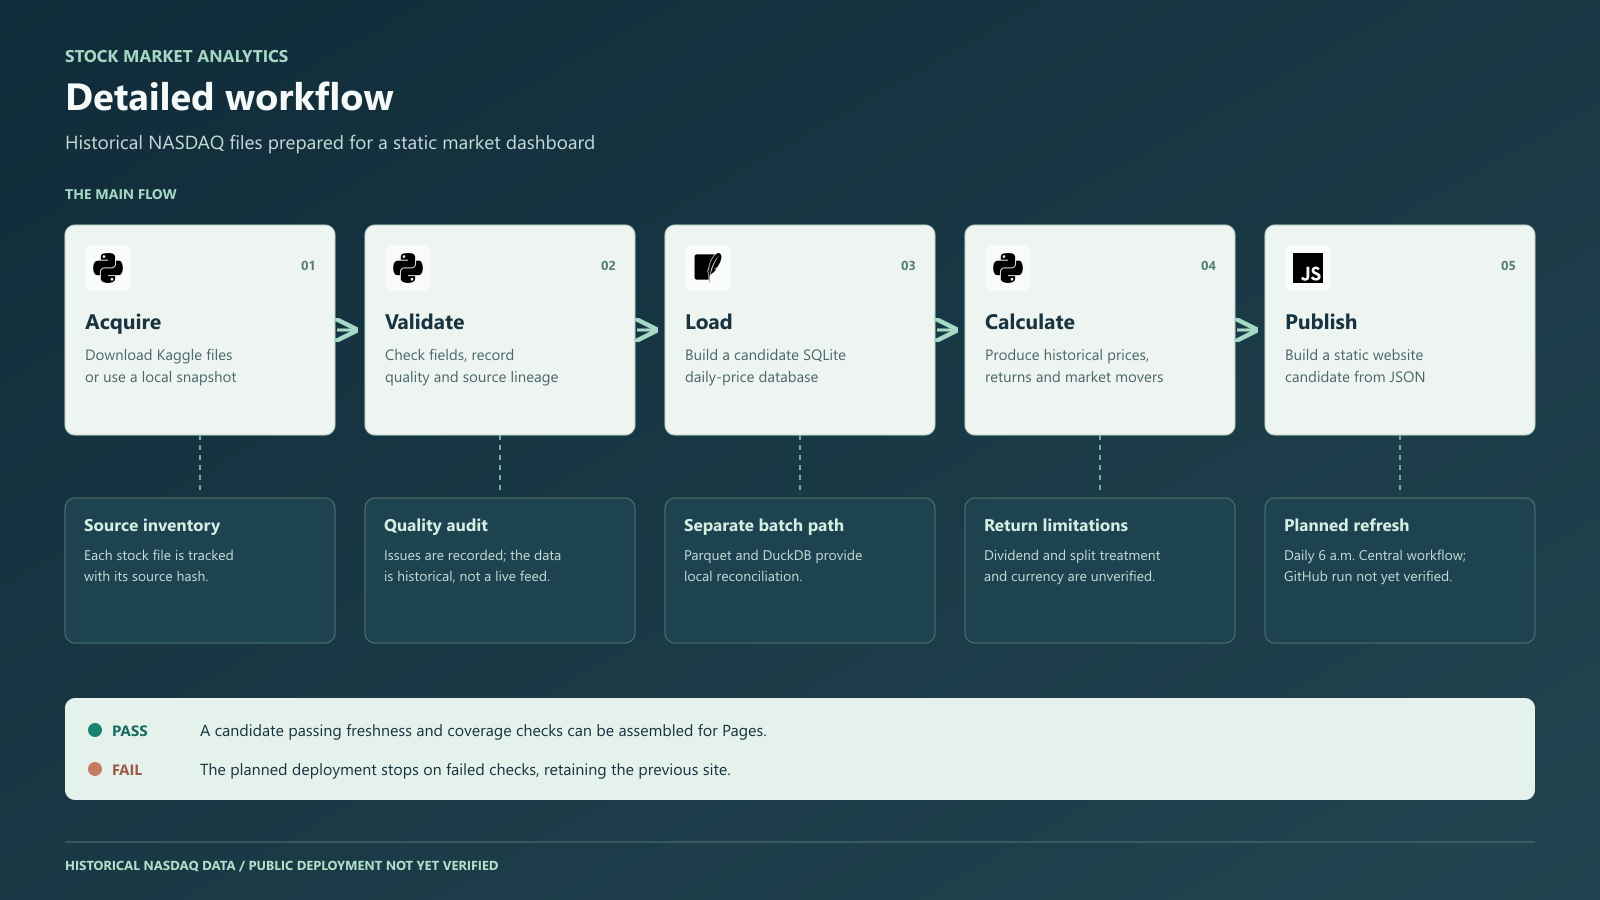 STOCK MARKET ANALYTICS
Detailed workflow
Historical NASDAQ files prepared for a static market dashboard
THE MAIN FLOW
01
Acquire
Download Kaggle files
or use a local snapshot
02
Validate
Check fields, record
quality and source lineage
03
Load
Build a candidate SQLite
daily-price database
04
Calculate
Produce historical prices,
returns and market movers
JS
05
Publish
Build a static website
candidate from JSON
Source inventory
Each stock file is tracked
with its source hash.
Quality audit
Issues are recorded; the data
is historical, not a live feed.
Separate batch path
Parquet and DuckDB provide
local reconciliation.
Return limitations
Dividend and split treatment
and currency are unverified.
Planned refresh
Daily 6 a.m. Central workflow;
GitHub run not yet verified.
PASS A candidate passing freshness and coverage checks can be assembled for Pages.
FAIL The planned deployment stops on failed checks, retaining the previous site.
HISTORICAL NASDAQ DATA / PUBLIC DEPLOYMENT NOT YET VERIFIED